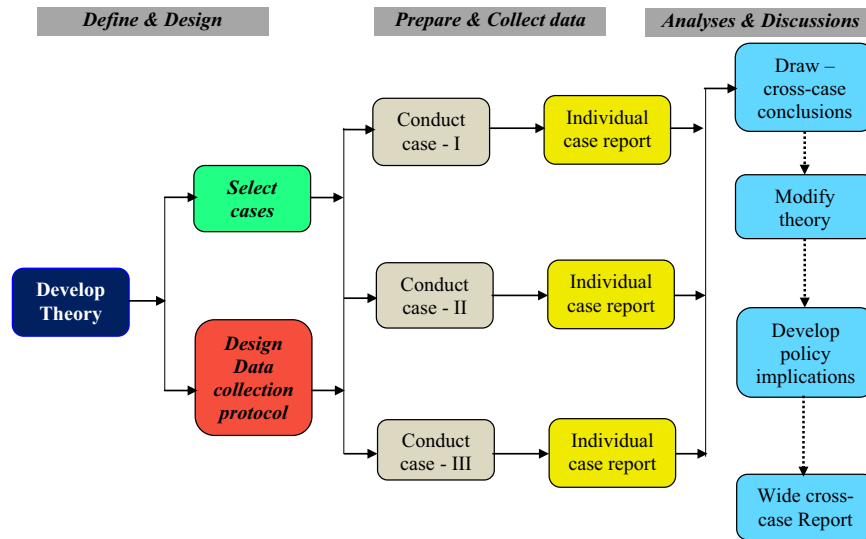 Define & Design
Prepare & Collect data
Analyses & Discussions
Develop
Theory
Select
cases
Design
Data
collection
protocol
Conduct
case - I
Individual
case report
Conduct
case - II
Individual
case report
Conduct
case - III
Individual
case report
Draw –
cross-case
conclusions
Modify
theory
Develop
policy
implications
Wide cross-
case Report